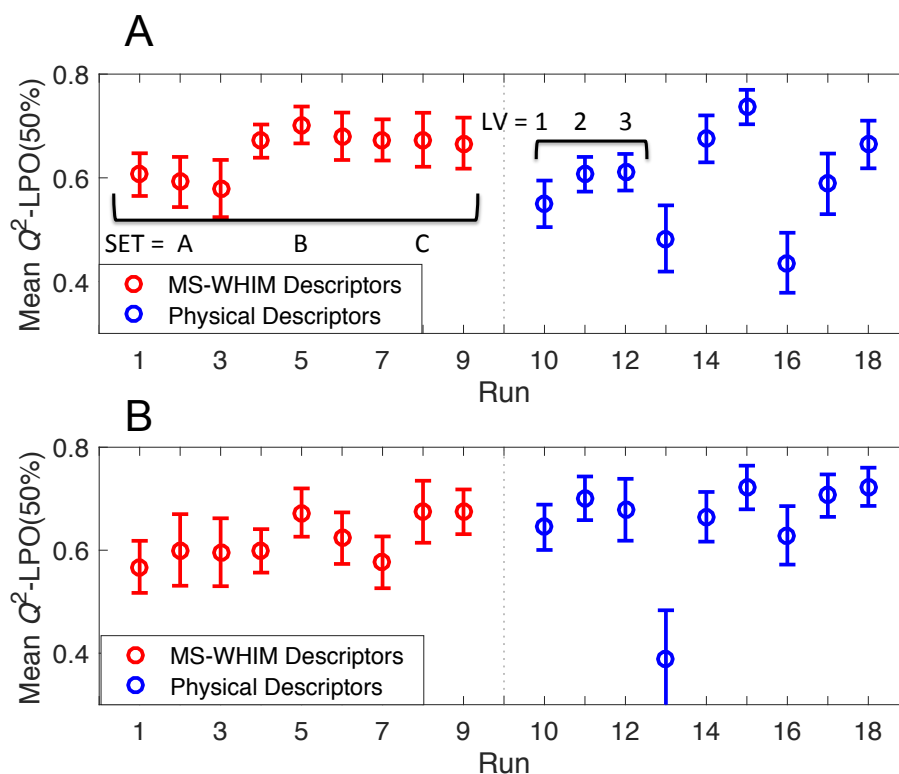 A
0.8
0.6
0.4
Mean Q²-LPO(50%)
LV = 1 2 3
SET = A B C
MS-WHIM Descriptors
Physical Descriptors
1 3 5 7 9 10 12 14 16 18
Run
B
0.8
0.6
0.4
Mean Q²-LPO(50%)
MS-WHIM Descriptors
Physical Descriptors
1 3 5 7 9 10 12 14 16 18
Run